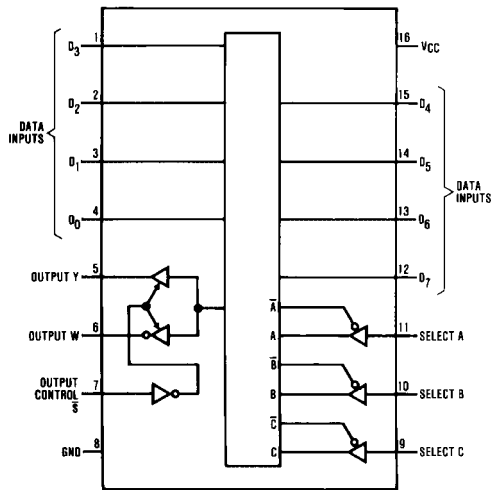 D3 1
16 VCC
D2 2
15 D4
DATA INPUTS
D1 3
14 D5
DATA INPUTS
D0 4
13 D6
12 D7
OUTPUT Y 5
A̅
OUTPUT W 6
A
11 SELECT A
B̅
OUTPUT CONTROL S̅ 7
B
10 SELECT B
C̅
GND 8
C
9 SELECT C